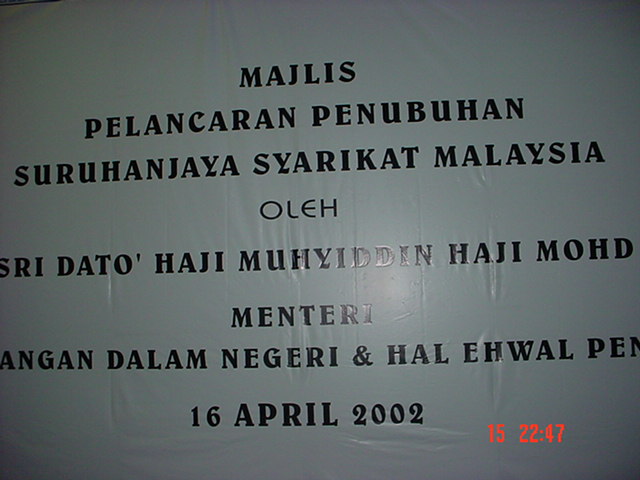 MAJLIS
PELANCARAN PENUBUHAN
SURUHANJAYA SYARIKAT MALAYSIA
OLEH
SRI DATO' HAJI MUHYIDDIN HAJI MOHD
MENTERI
ANGAN DALAM NEGERI & HAL EHWAL PEN
16 APRIL 2002
15 22:47